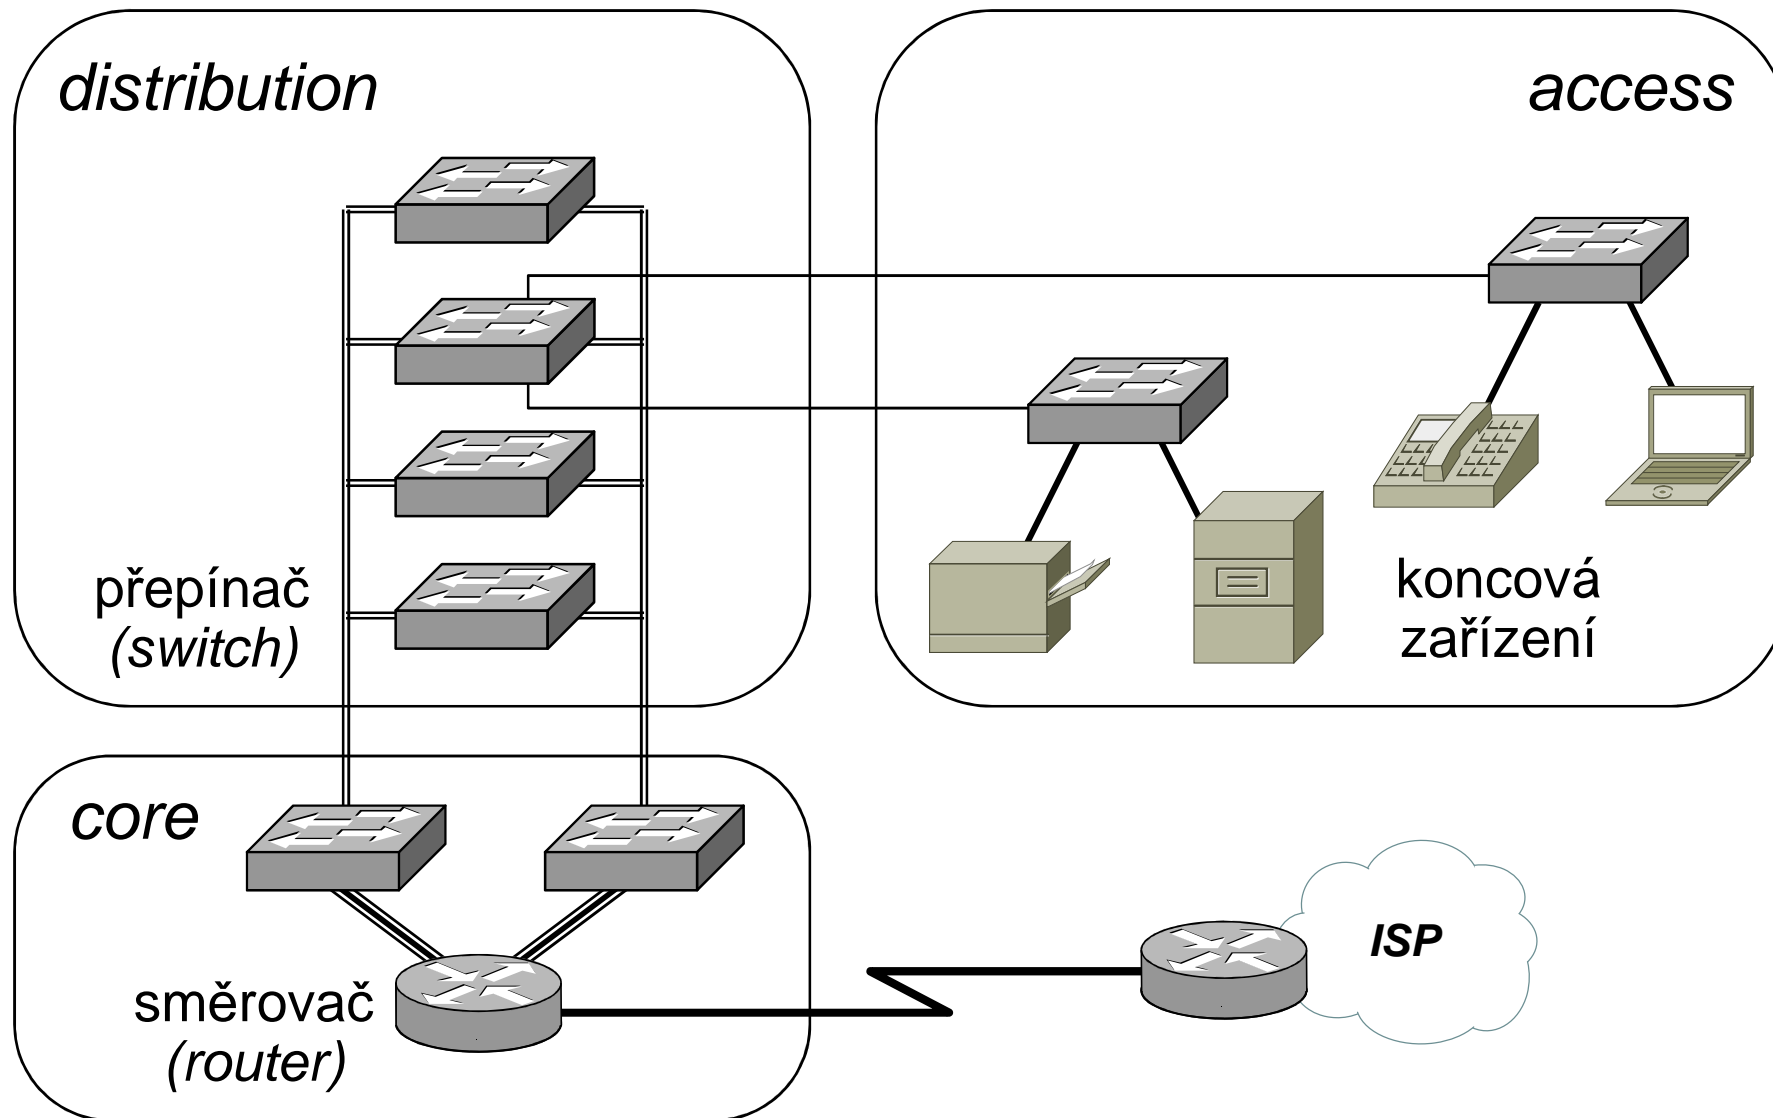 distribution
access
přepínač
(switch)
koncová
zařízení
core
ISP
směrovač
(router)